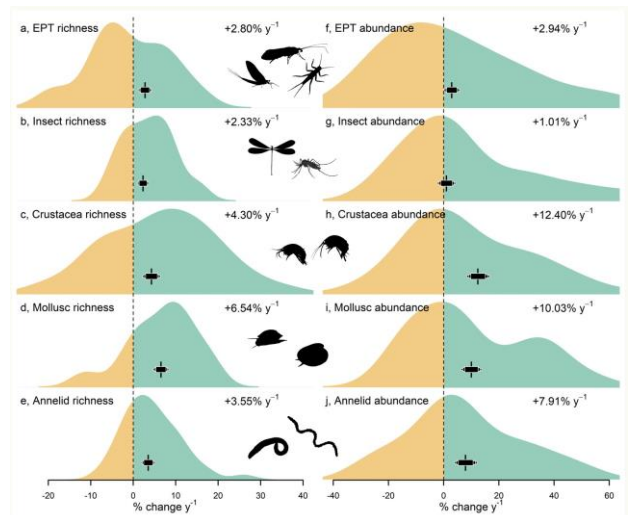 a, EPT richness +2.80% y⁻¹
f, EPT abundance +2.94% y⁻¹
b, Insect richness +2.33% y⁻¹
g, Insect abundance +1.01% y⁻¹
c, Crustacea richness +4.30% y⁻¹
h, Crustacea abundance +12.40% y⁻¹
d, Mollusc richness +6.54% y⁻¹
i, Mollusc abundance +10.03% y⁻¹
e, Annelid richness +3.55% y⁻¹
j, Annelid abundance +7.91% y⁻¹
-20 -10 0 10 20 30 40
-40 -20 0 20 40 60
% change y⁻¹
% change y⁻¹